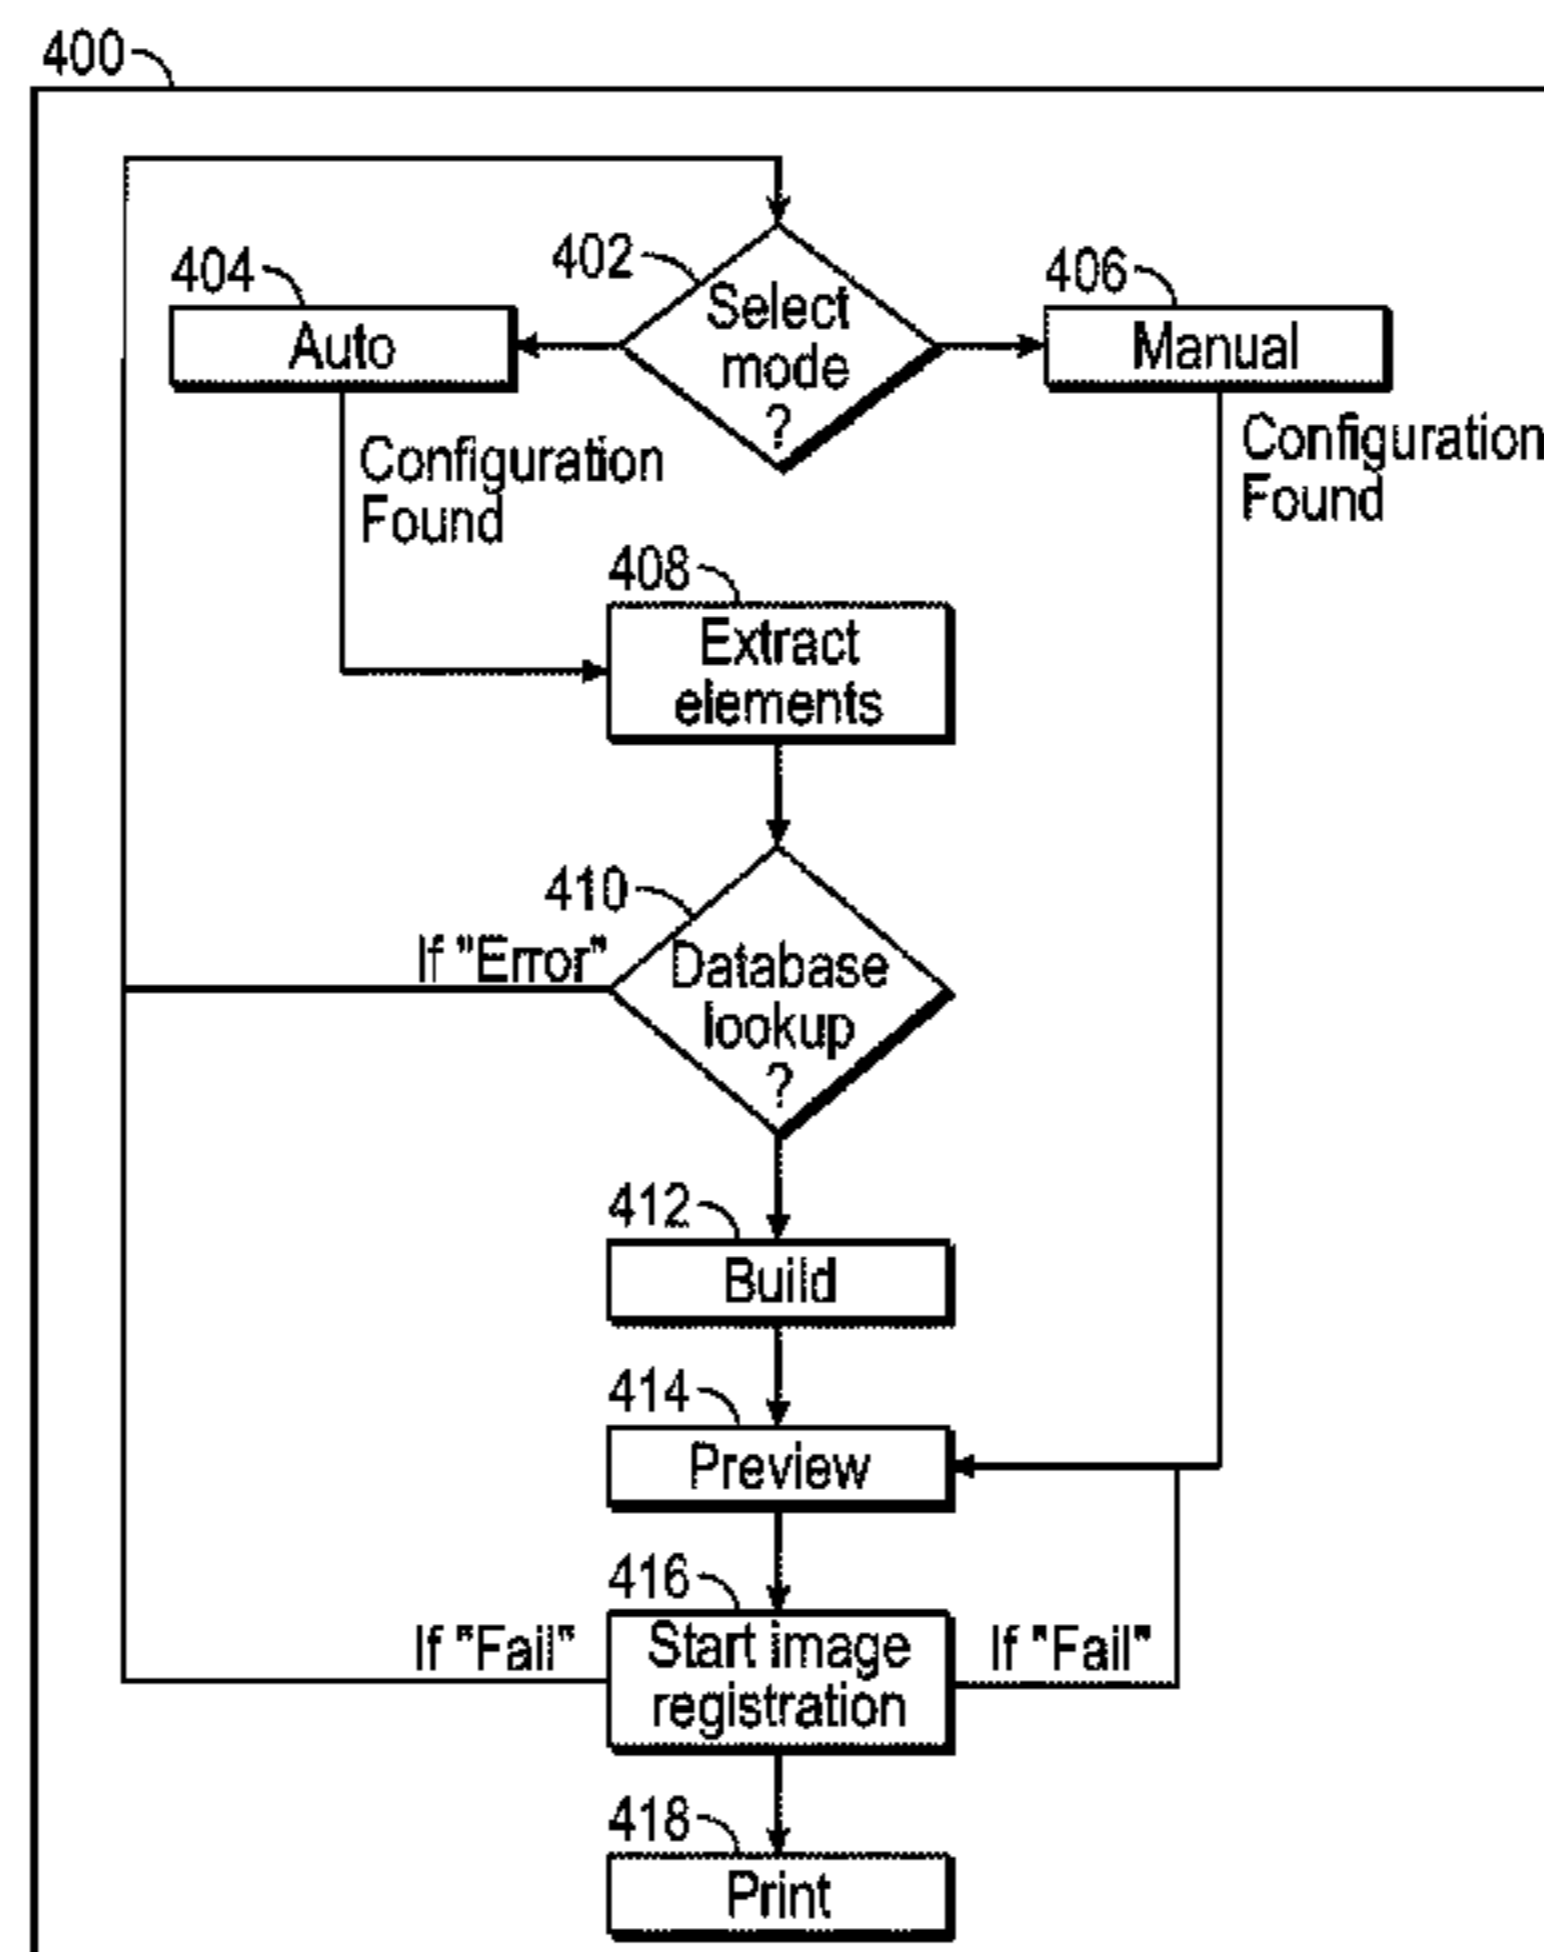 400
402
Select
mode
?
404
Auto
406
Manual
Configuration
Found
Configuration
Found
408
Extract
elements
410
If "Error"
Database
lookup
?
412
Build
414
Preview
416
If "Fail"
Start image
registration
If "Fail"
418
Print